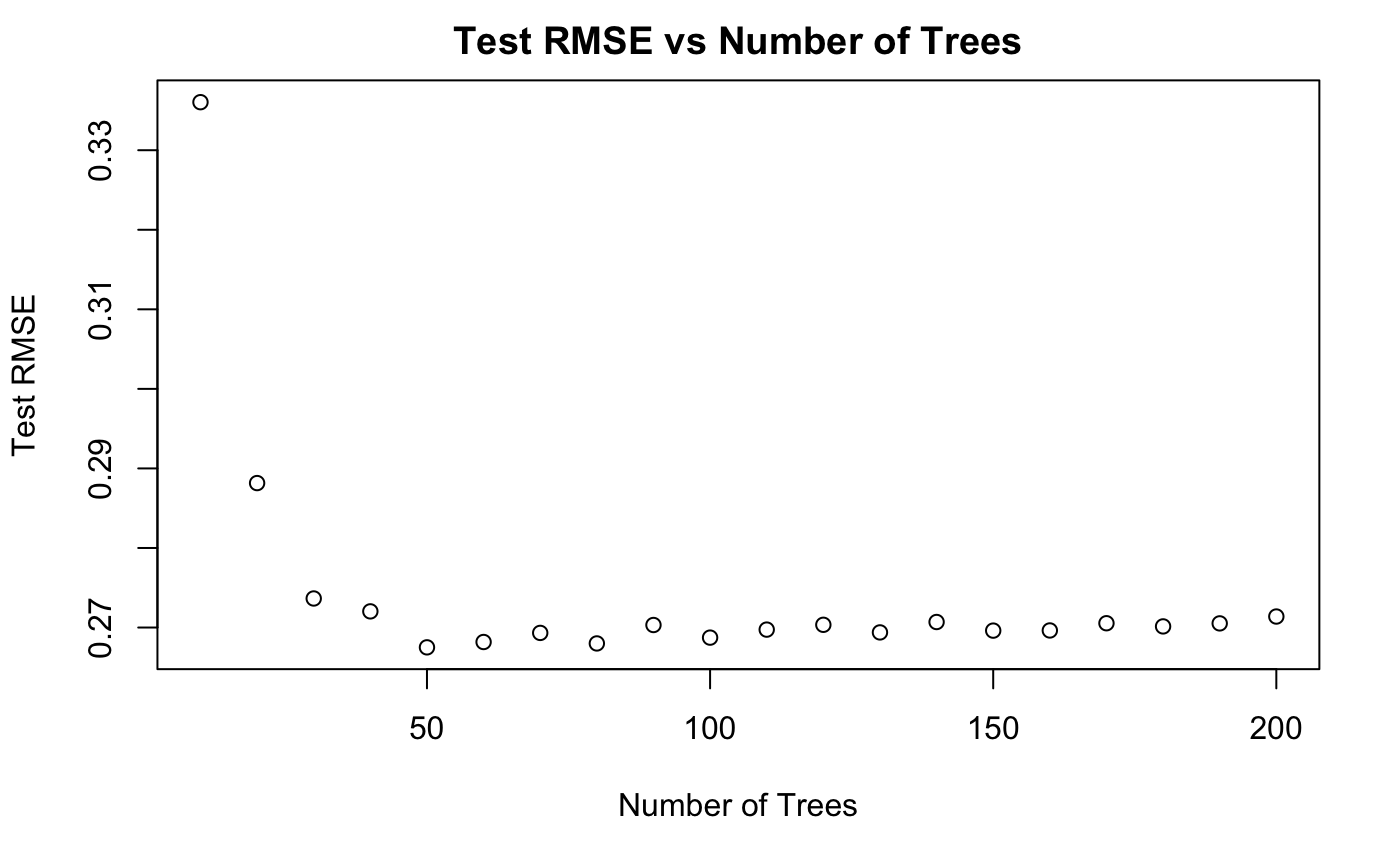 Test RMSE vs Number of Trees
Test RMSE
0.33
0.31
0.29
0.27
50 100 150 200
Number of Trees